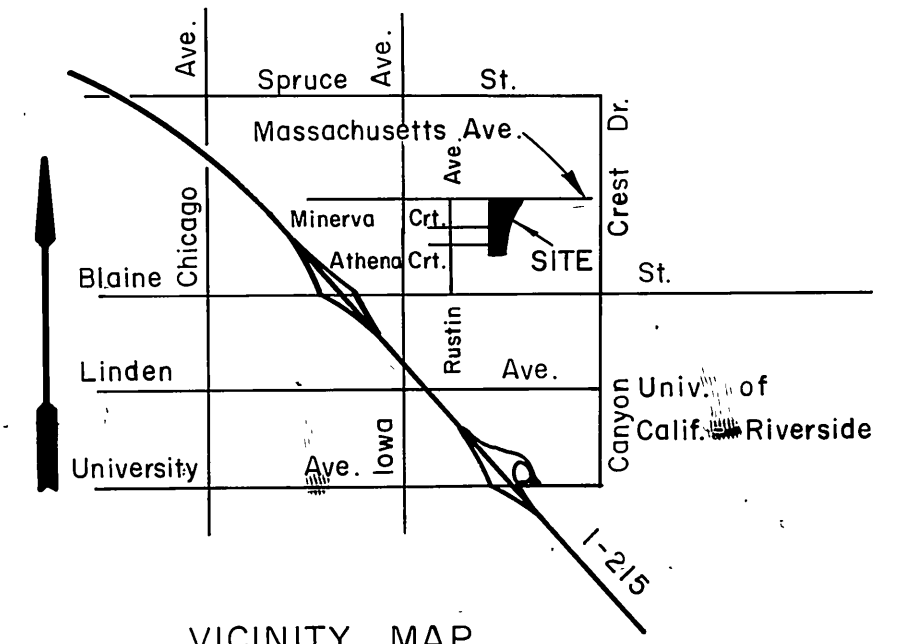 Spruce St.
Chicago Ave.
Iowa Ave.
Massachusetts Ave.
Rustin Ave.
Canyon Crest Dr.
Minerva Crt.
Athena Crt.
SITE
Blaine St.
Linden Ave.
Univ. of
Calif. Riverside
University Ave.
I-215
VICINITY MAP